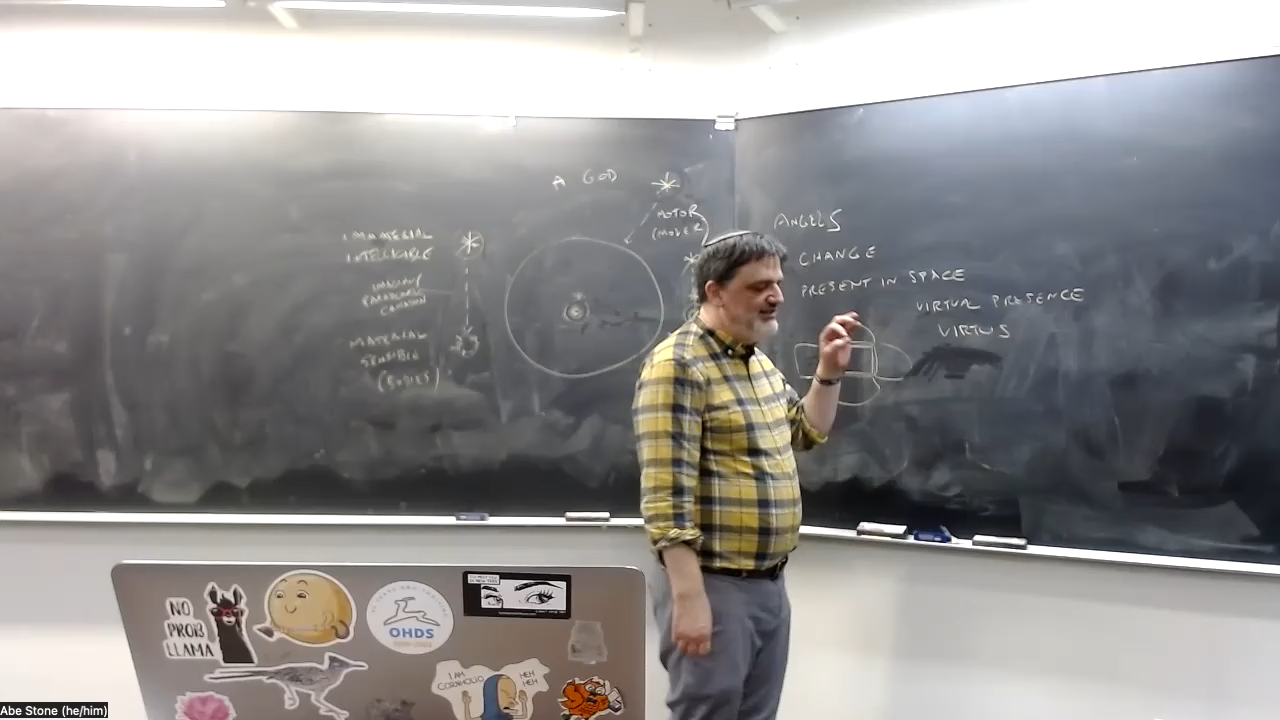 A GOD
MOTOR
(MOVER
IMMATERIAL
INTELLIGIBLE
MATERIAL
SENSIBLE
(BODIES)
ANGELS
CHANGE
PRESENT IN SPACE
VIRTUAL PRESENCE
VIRTUS
NO
PROB
LLAMA
OHDS
I AM
CORNHOLIO
HEH
HEH
Abe Stone (he/him)